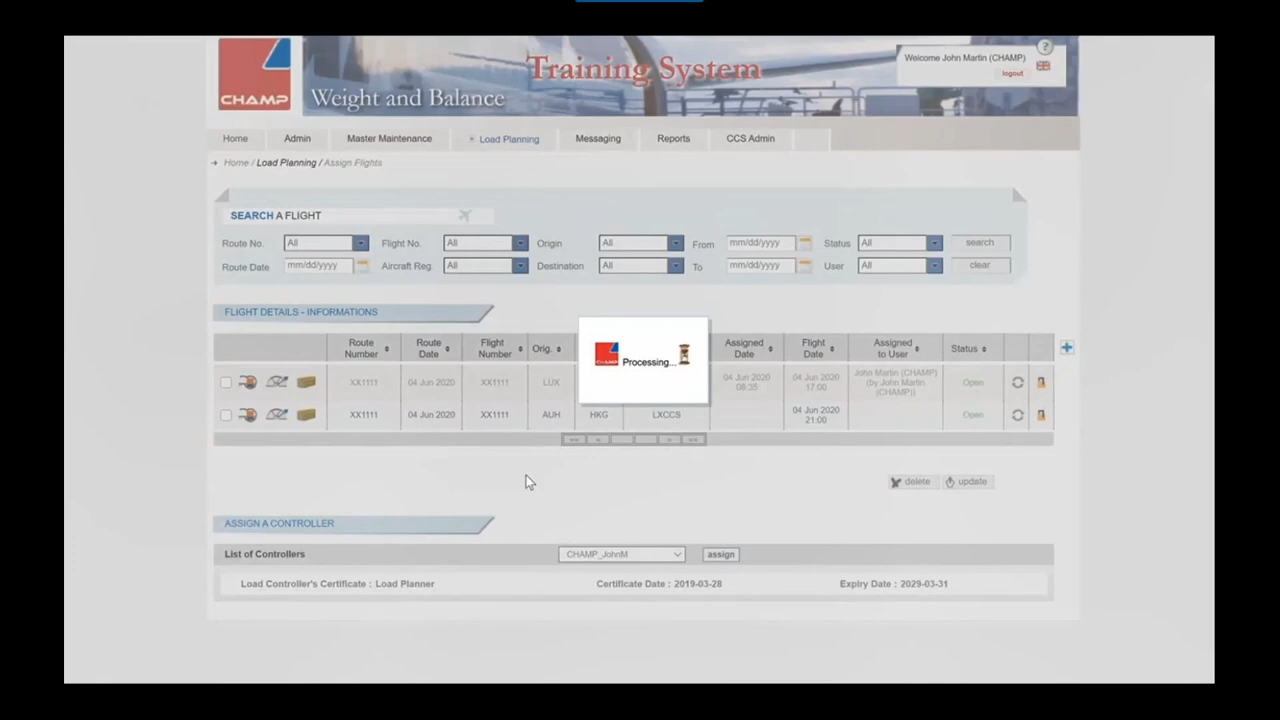 CHAMP
Training System
Weight and Balance
Welcome John Martin (CHAMP)
logout
?
Home Admin Master Maintenance Load Planning Messaging Reports CCS Admin
Home / Load Planning / Assign Flights
SEARCH A FLIGHT
Route No. All Flight No. All Origin All From mm/dd/yyyy Status All search
Route Date mm/dd/yyyy Aircraft Reg All Destination All To mm/dd/yyyy User All clear
FLIGHT DETAILS - INFORMATIONS
Route Number Route Date Flight Number Orig. Assigned Date Flight Date Assigned to User Status
Processing...
XX1111 04 Jun 2020 XX1111 LUX 04 Jun 2020 08:35 04 Jun 2020 17:00 John Martin (CHAMP) (by John Martin (CHAMP)) Open
XX1111 04 Jun 2020 XX1111 AUH HKG LXCCS 04 Jun 2020 21:00 Open
delete update
ASSIGN A CONTROLLER
List of Controllers CHAMP_JohnM assign
Load Controller's Certificate : Load Planner Certificate Date : 2019-03-28 Expiry Date : 2029-03-31